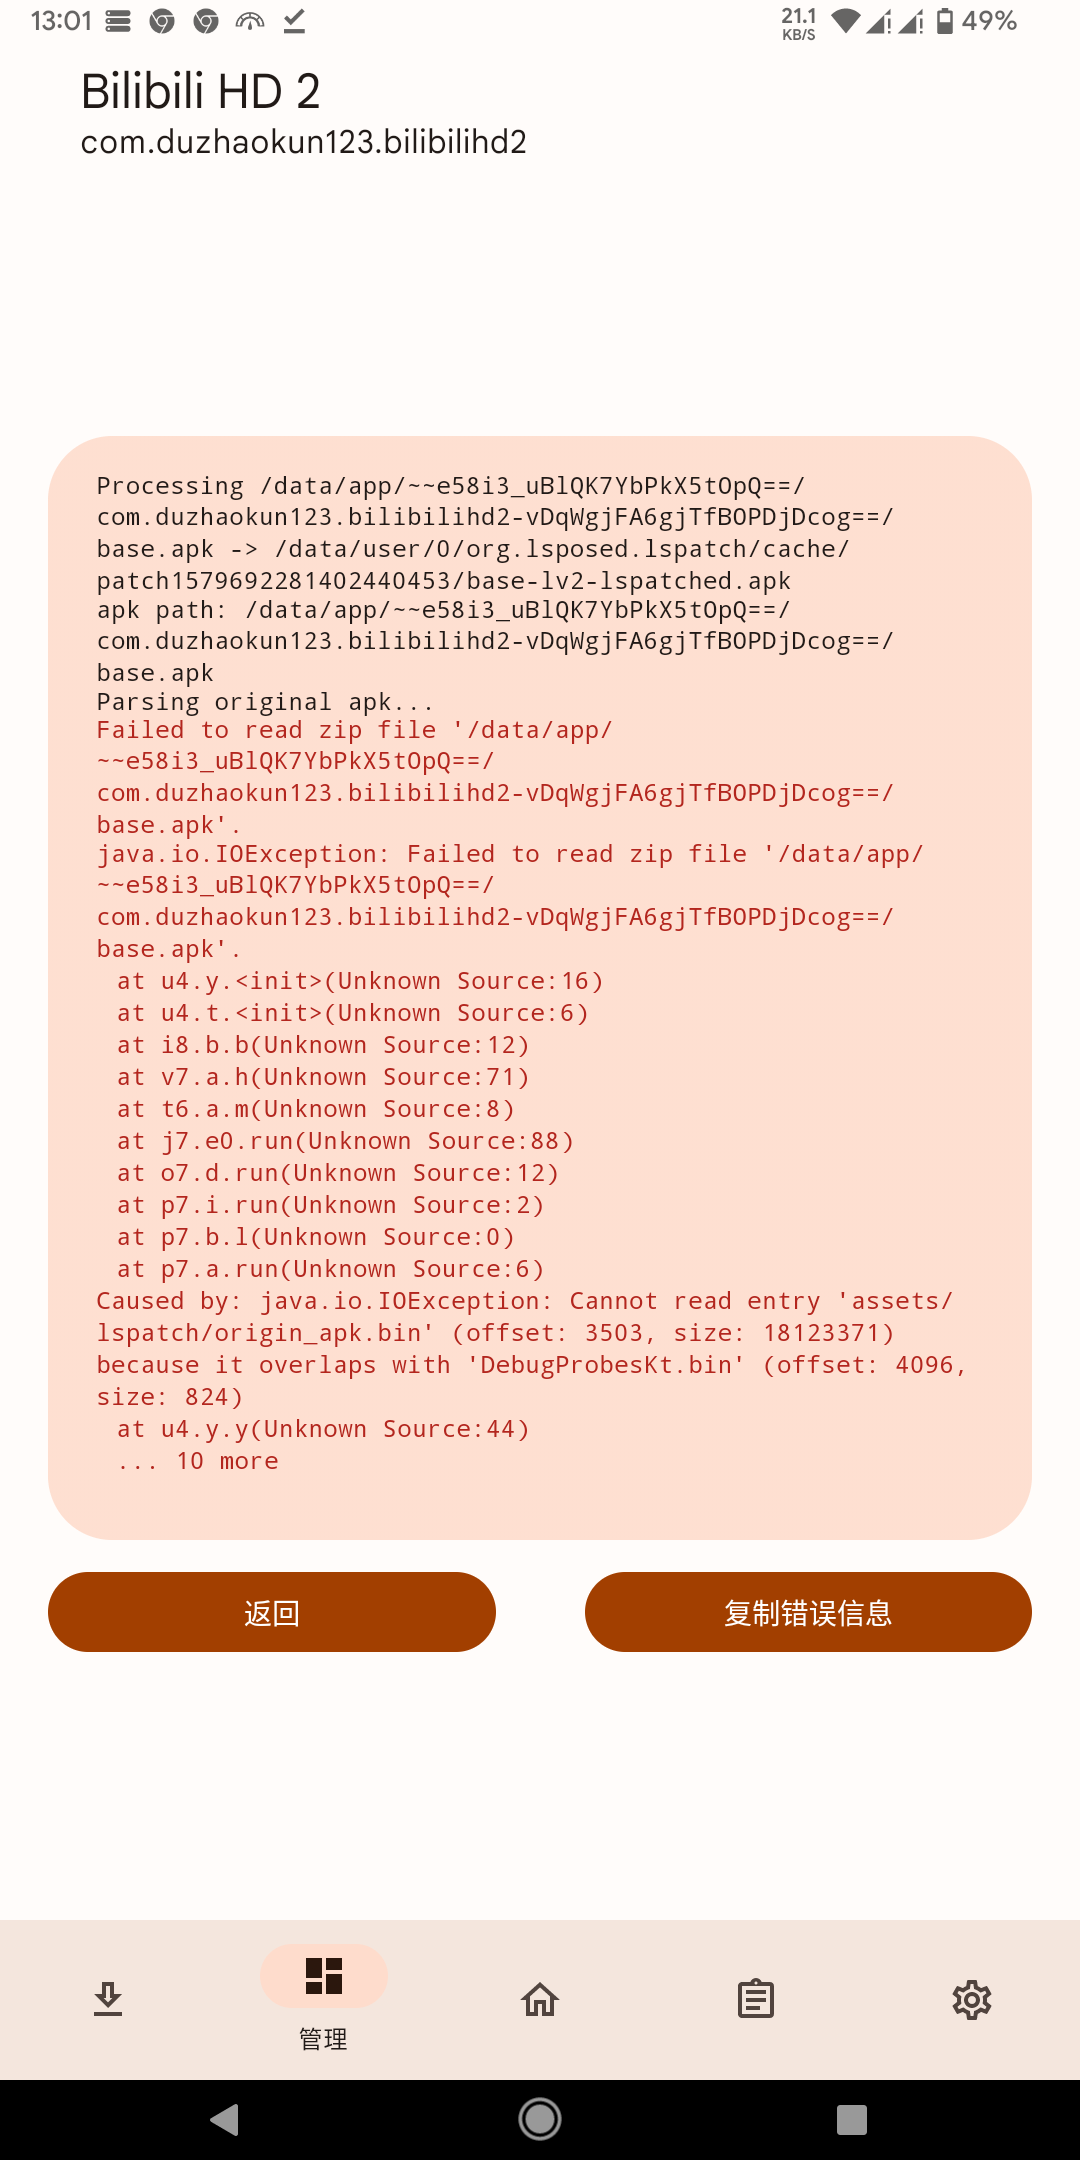 13:01
21.1
KB/S
49%
Bilibili HD 2
com.duzhaokun123.bilibilihd2
Processing /data/app/~~e58i3_uBlQK7YbPkX5tOpQ==/
com.duzhaokun123.bilibilihd2-vDqWgjFA6gjTfBOPDjDcog==/
base.apk -> /data/user/0/org.lsposed.lspatch/cache/
patch1579692281402440453/base-lv2-lspatched.apk
apk path: /data/app/~~e58i3_uBlQK7YbPkX5tOpQ==/
com.duzhaokun123.bilibilihd2-vDqWgjFA6gjTfBOPDjDcog==/
base.apk
Parsing original apk...
Failed to read zip file '/data/app/
~~e58i3_uBlQK7YbPkX5tOpQ==/
com.duzhaokun123.bilibilihd2-vDqWgjFA6gjTfBOPDjDcog==/
base.apk'.
java.io.IOException: Failed to read zip file '/data/app/
~~e58i3_uBlQK7YbPkX5tOpQ==/
com.duzhaokun123.bilibilihd2-vDqWgjFA6gjTfBOPDjDcog==/
base.apk'.
at u4.y.<init>(Unknown Source:16)
at u4.t.<init>(Unknown Source:6)
at i8.b.b(Unknown Source:12)
at v7.a.h(Unknown Source:71)
at t6.a.m(Unknown Source:8)
at j7.e0.run(Unknown Source:88)
at o7.d.run(Unknown Source:12)
at p7.i.run(Unknown Source:2)
at p7.b.l(Unknown Source:0)
at p7.a.run(Unknown Source:6)
Caused by: java.io.IOException: Cannot read entry 'assets/
lspatch/origin_apk.bin' (offset: 3503, size: 18123371)
because it overlaps with 'DebugProbesKt.bin' (offset: 4096,
size: 824)
at u4.y.y(Unknown Source:44)
... 10 more
返回
复制错误信息
管理